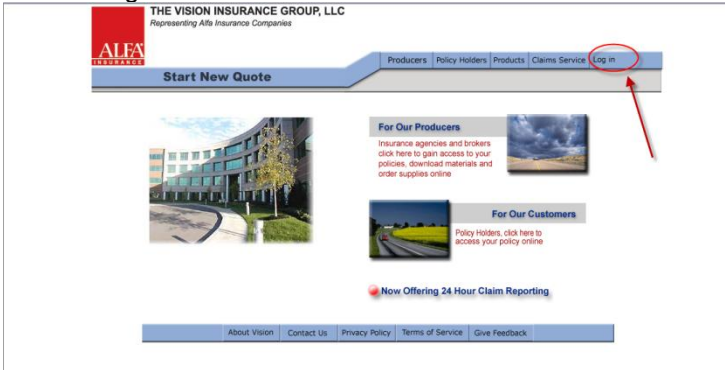 THE VISION INSURANCE GROUP, LLC
Representing Alfa Insurance Companies
ALFA
INSURANCE
Producers Policy Holders Products Claims Service Log in
Start New Quote
For Our Producers
Insurance agencies and brokers
click here to gain access to your
policies, download materials and
order supplies online
For Our Customers
Policy Holders, click here to
access your policy online
Now Offering 24 Hour Claim Reporting
About Vision Contact Us Privacy Policy Terms of Service Give Feedback